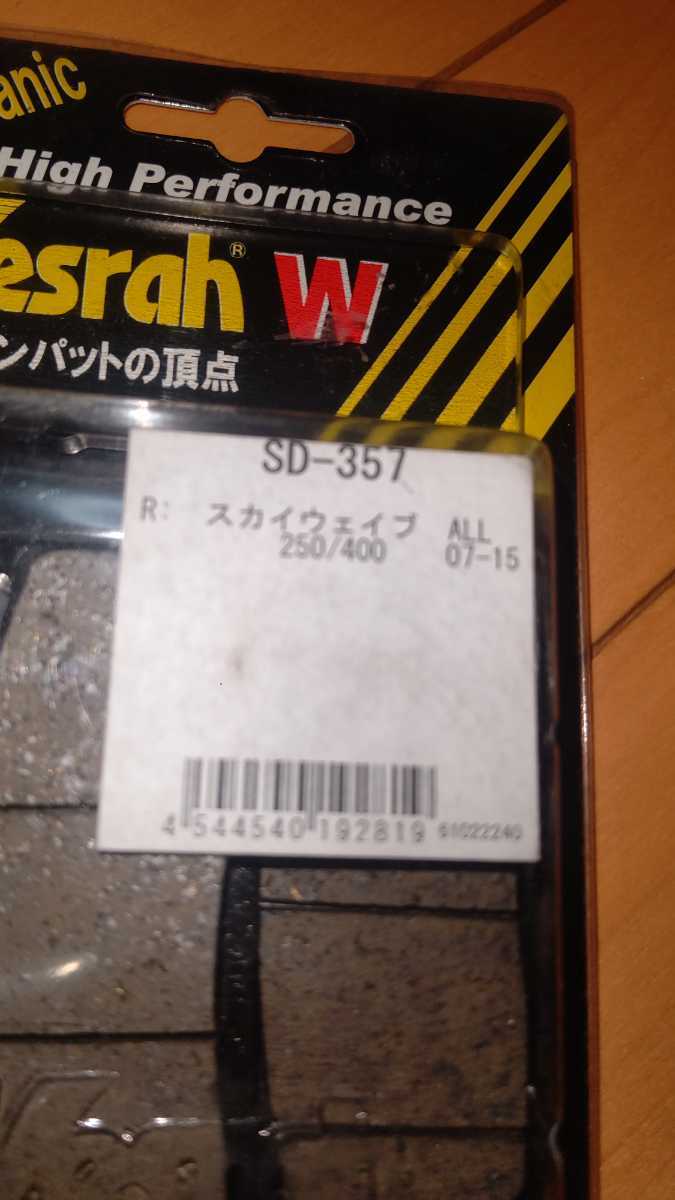 anic
High Performance
esrah® W
ンパットの頂点
SD-357
R: スカイウェイブ ALL
250/400 07-15
4 544540 192819 61022240